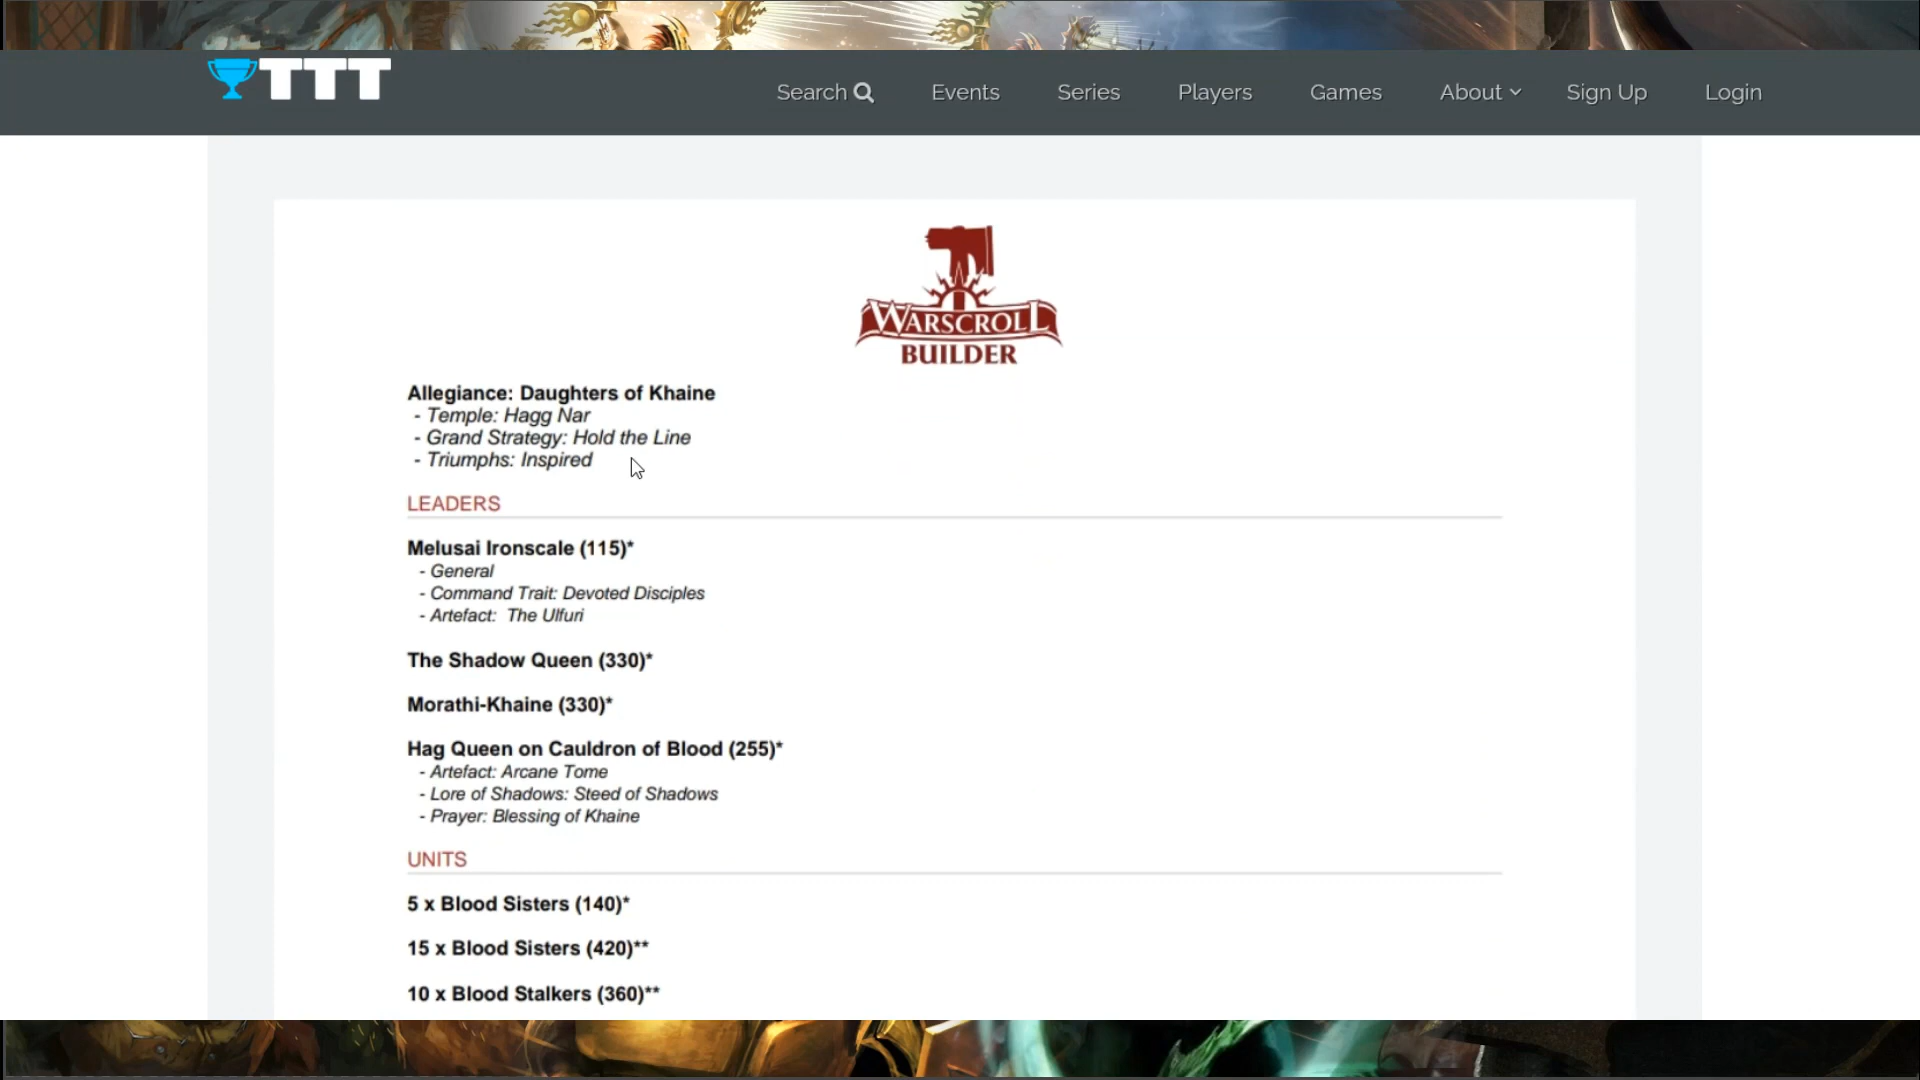 TTT
Search
Events
Series
Players
Games
About
Sign Up
Login
WARSCROLL
BUILDER
Allegiance: Daughters of Khaine
- Temple: Hagg Nar
- Grand Strategy: Hold the Line
- Triumphs: Inspired
LEADERS
Melusai Ironscale (115)*
- General
- Command Trait: Devoted Disciples
- Artefact: The Ulfuri
The Shadow Queen (330)*
Morathi-Khaine (330)*
Hag Queen on Cauldron of Blood (255)*
- Artefact: Arcane Tome
- Lore of Shadows: Steed of Shadows
- Prayer: Blessing of Khaine
UNITS
5 x Blood Sisters (140)*
15 x Blood Sisters (420)**
10 x Blood Stalkers (360)**